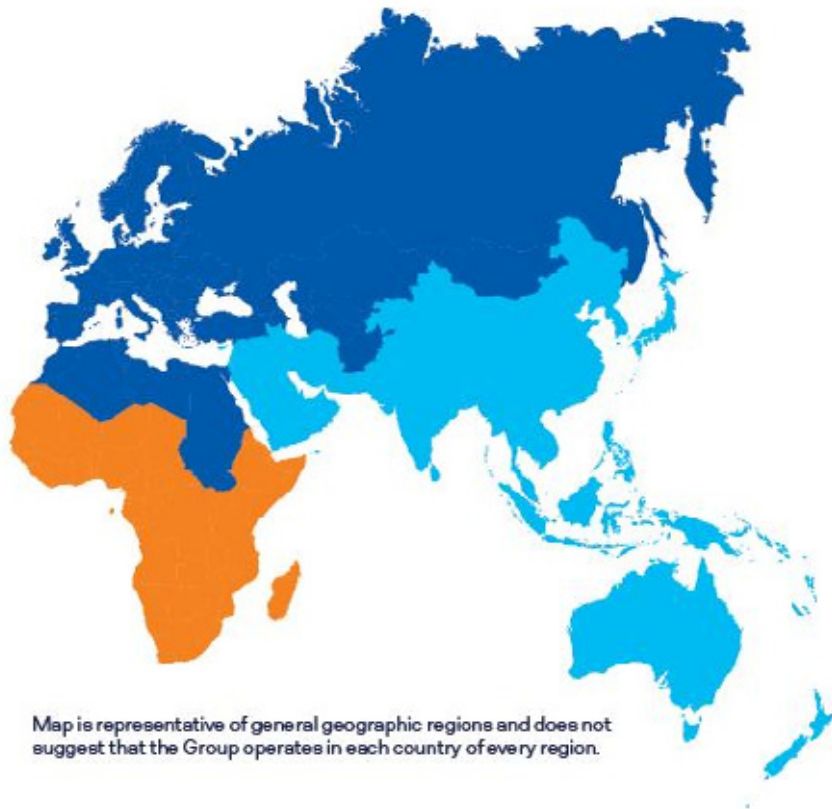 Map is representative of general geographic regions and does not
suggest that the Group operates in each country of every region.